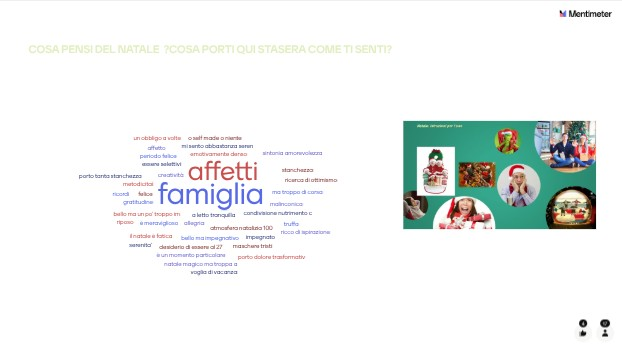 Mentimeter
COSA PENSI DEL NATALE ?COSA PORTI QUI STASERA COME TI SENTI?
un obbligo a volte
o self made o niente
affetto
mi sento abbastanza seren
periodo felice
emotivamente denso
sintonia amorevolezza
essere selettivi
affetti
stanchezza
porto tanta stanchezza
creatività
ricerca di ottimismo
metodicitai
famiglia
ricordi
felice
ma troppo di corsa
gratitudine
malinconica
bello ma un po' troppo im
a letto tranquilla
condivisione nutrimento c
riposo
è meraviglioso
allegria
truffa
atmosfera natalizia 100
ricco di ispirazione
il natale è fatica
bello ma impegnativo
impegnato
serenita'
desiderio di essere al 27
maschere tristi
è un momento particolare
porto dolore trasformativ
natale magico ma troppo a
voglia di vacanza